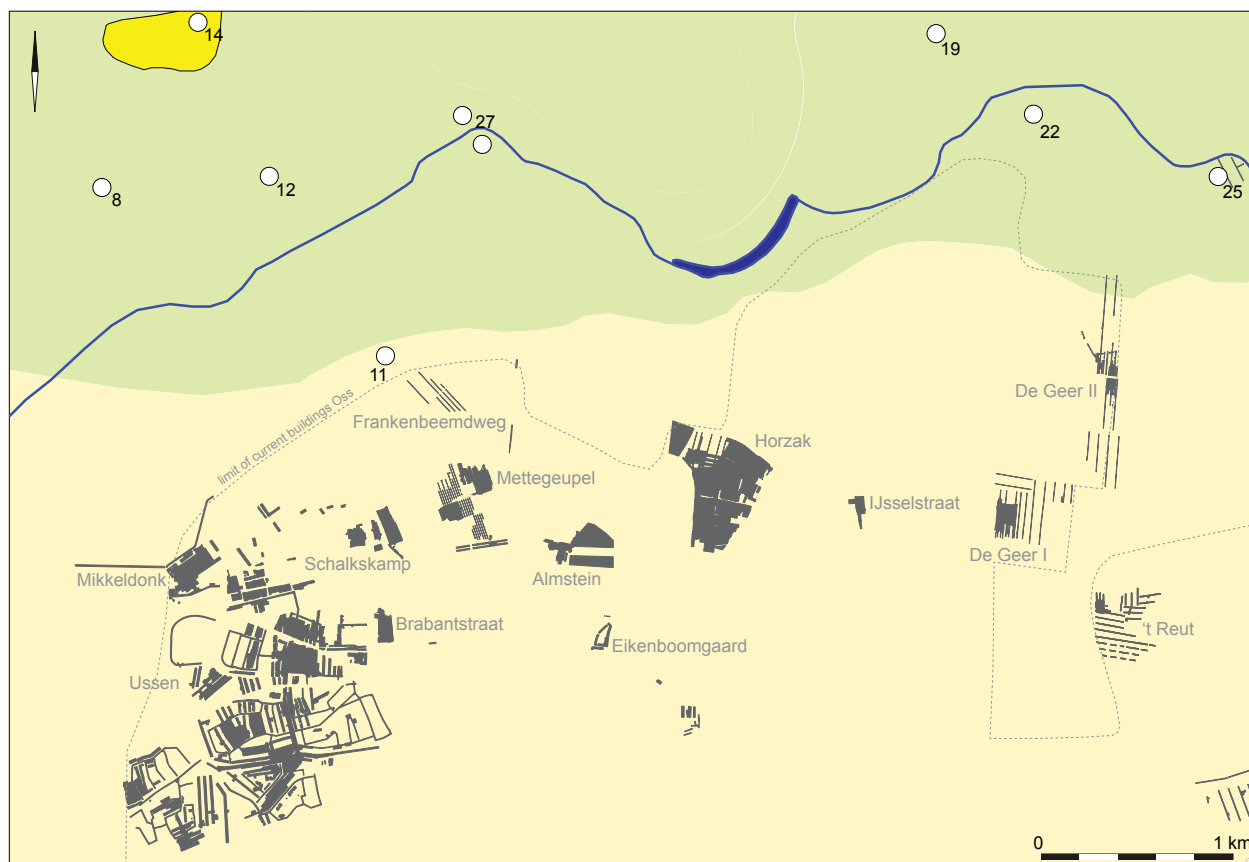 14
19
27
22
8
12
25
11
limit of current buildings Oss
Frankenbeemdweg
De Geer II
Horzak
Mettegeupel
IJsselstraat
De Geer I
Schalkskamp
Mikkeldonk
Almstein
Brabantstraat
't Reut
Eikenboomgaard
Ussen
0 1 km